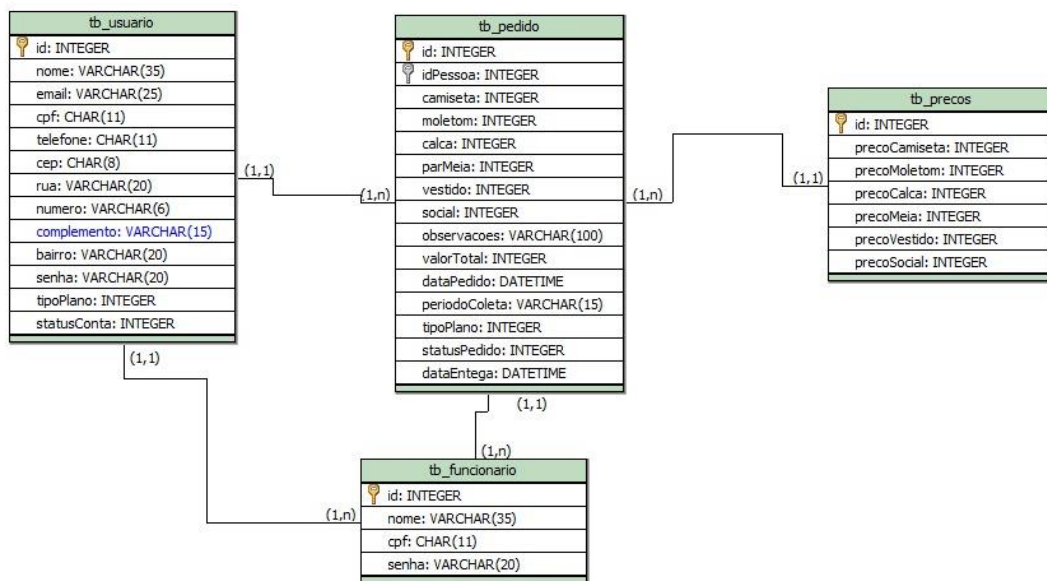 tb_usuario
id: INTEGER
nome: VARCHAR(35)
email: VARCHAR(25)
cpf: CHAR(11)
telefone: CHAR(11)
cep: CHAR(8)
rua: VARCHAR(20)
numero: VARCHAR(6)
complemento: VARCHAR(15)
bairro: VARCHAR(20)
senha: VARCHAR(20)
tipoPlano: INTEGER
statusConta: INTEGER
(1,1)
(1,n)
(1,1)
tb_pedido
id: INTEGER
idPessoa: INTEGER
camiseta: INTEGER
moletom: INTEGER
calca: INTEGER
parMeia: INTEGER
vestido: INTEGER
social: INTEGER
observacoes: VARCHAR(100)
valorTotal: INTEGER
dataPedido: DATETIME
periodoColeta: VARCHAR(15)
tipoPlano: INTEGER
statusPedido: INTEGER
dataEntega: DATETIME
(1,n)
(1,1)
(1,1)
(1,n)
tb_precos
id: INTEGER
precoCamiseta: INTEGER
precoMoletom: INTEGER
precoCalca: INTEGER
precoMeia: INTEGER
precoVestido: INTEGER
precoSocial: INTEGER
(1,n)
tb_funcionario
id: INTEGER
nome: VARCHAR(35)
cpf: CHAR(11)
senha: VARCHAR(20)